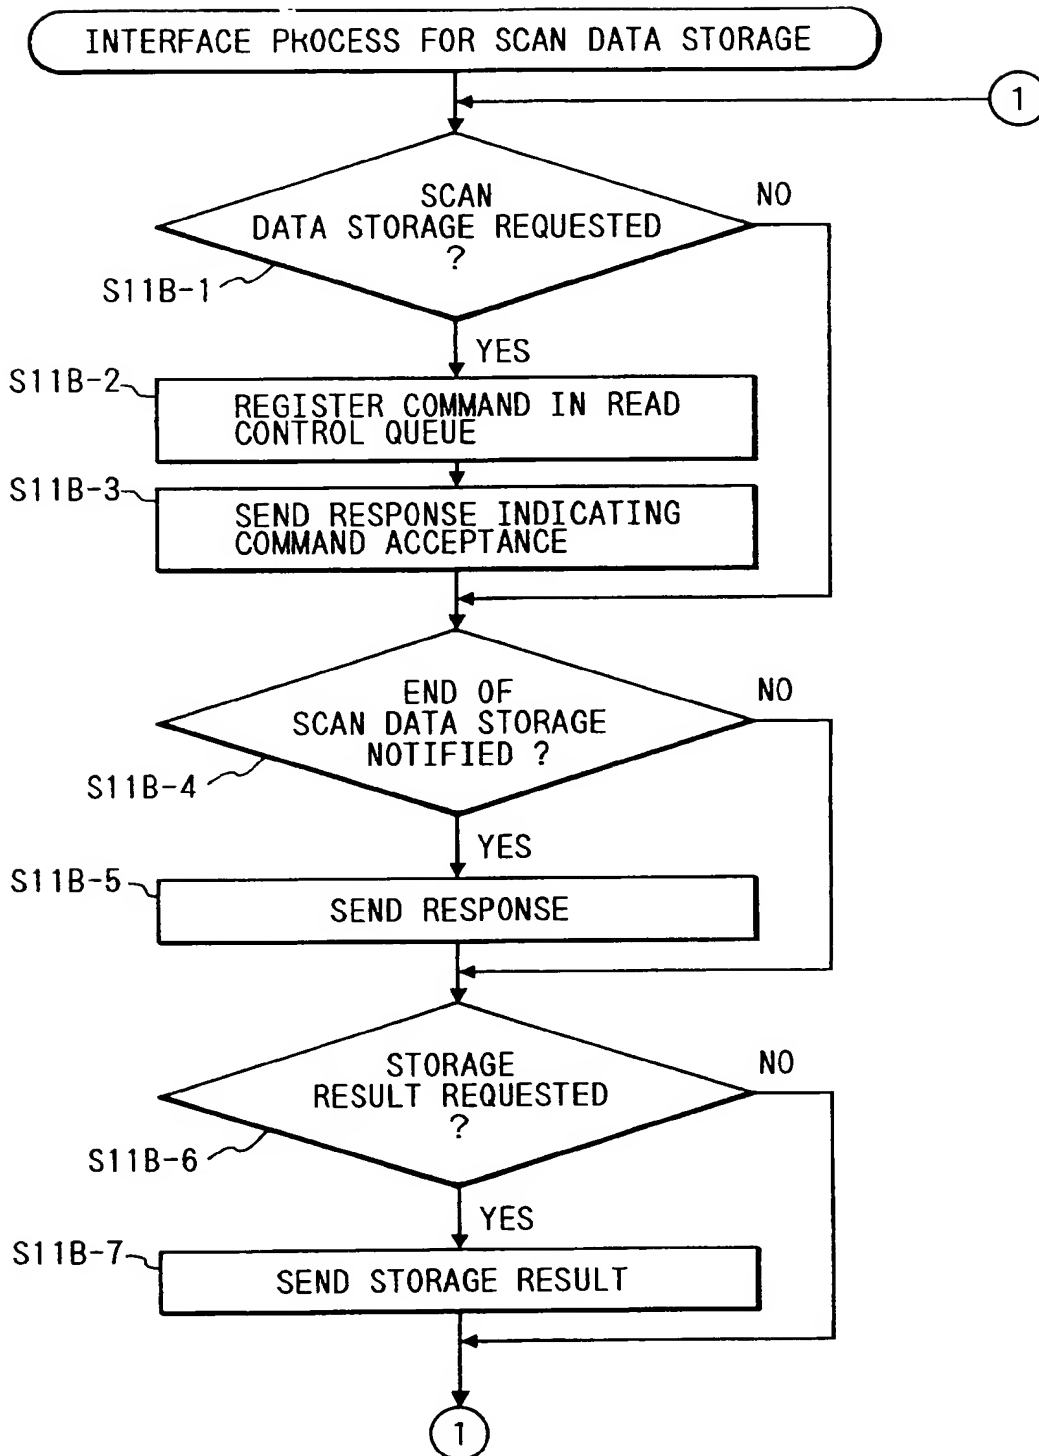 INTERFACE PROCESS FOR SCAN DATA STORAGE
1
SCAN
DATA STORAGE REQUESTED
?
NO
S11B-1
YES
S11B-2
REGISTER COMMAND IN READ
CONTROL QUEUE
S11B-3
SEND RESPONSE INDICATING
COMMAND ACCEPTANCE
END OF
SCAN DATA STORAGE
NOTIFIED ?
NO
S11B-4
YES
S11B-5
SEND RESPONSE
STORAGE
RESULT REQUESTED
?
NO
S11B-6
YES
S11B-7
SEND STORAGE RESULT
1